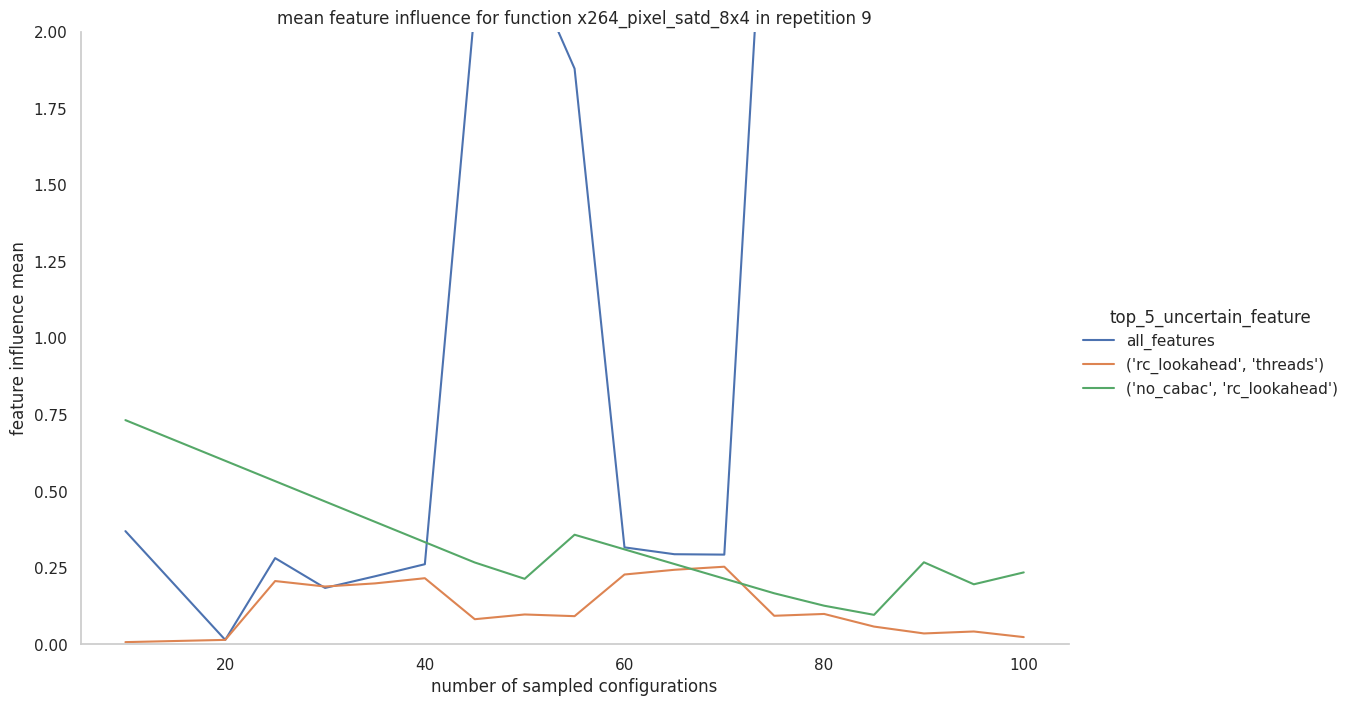 mean feature influence for function x264_pixel_satd_8x4 in repetition 9
2.00
1.75
1.50
1.25
1.00
0.75
0.50
0.25
0.00
feature influence mean
20
40
60
80
100
number of sampled configurations
top_5_uncertain_feature
all_features
('rc_lookahead', 'threads')
('no_cabac', 'rc_lookahead')